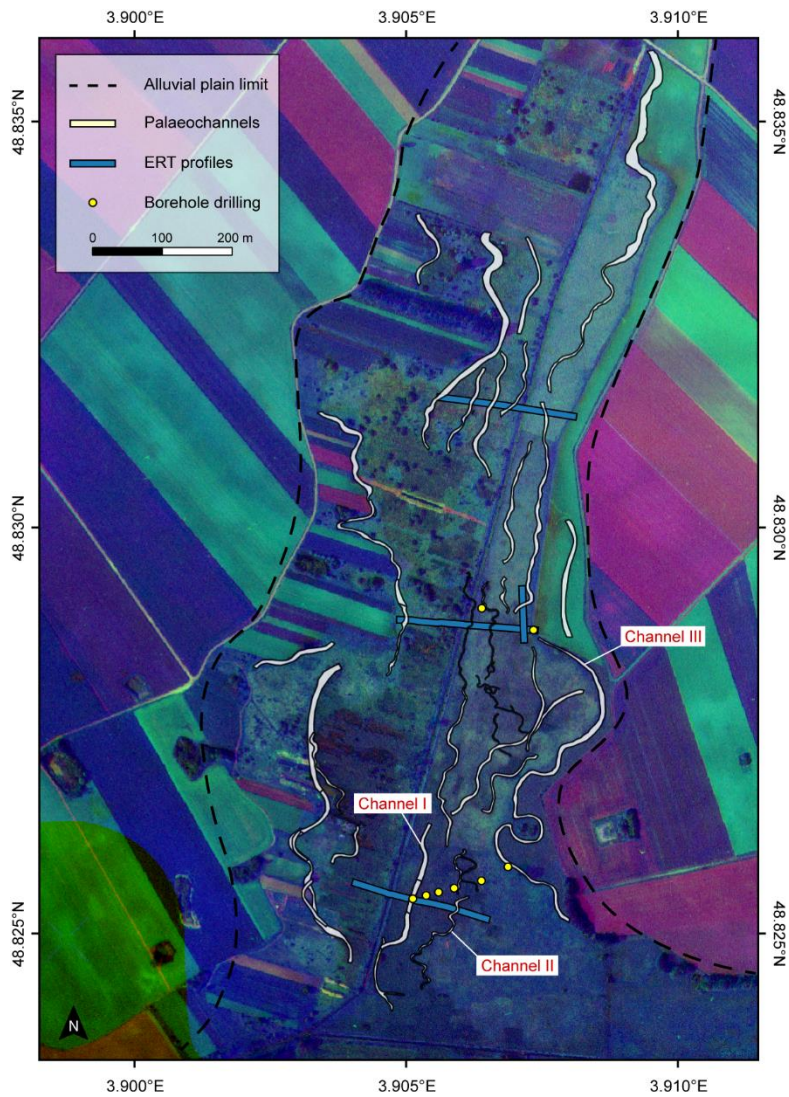 3.900°E
3.905°E
3.910°E
48.835°N
48.835°N
Alluvial plain limit
Palaeochannels
ERT profiles
Borehole drilling
0
100
200 m
48.830°N
48.830°N
Channel III
Channel I
48.825°N
48.825°N
Channel II
N
3.900°E
3.905°E
3.910°E